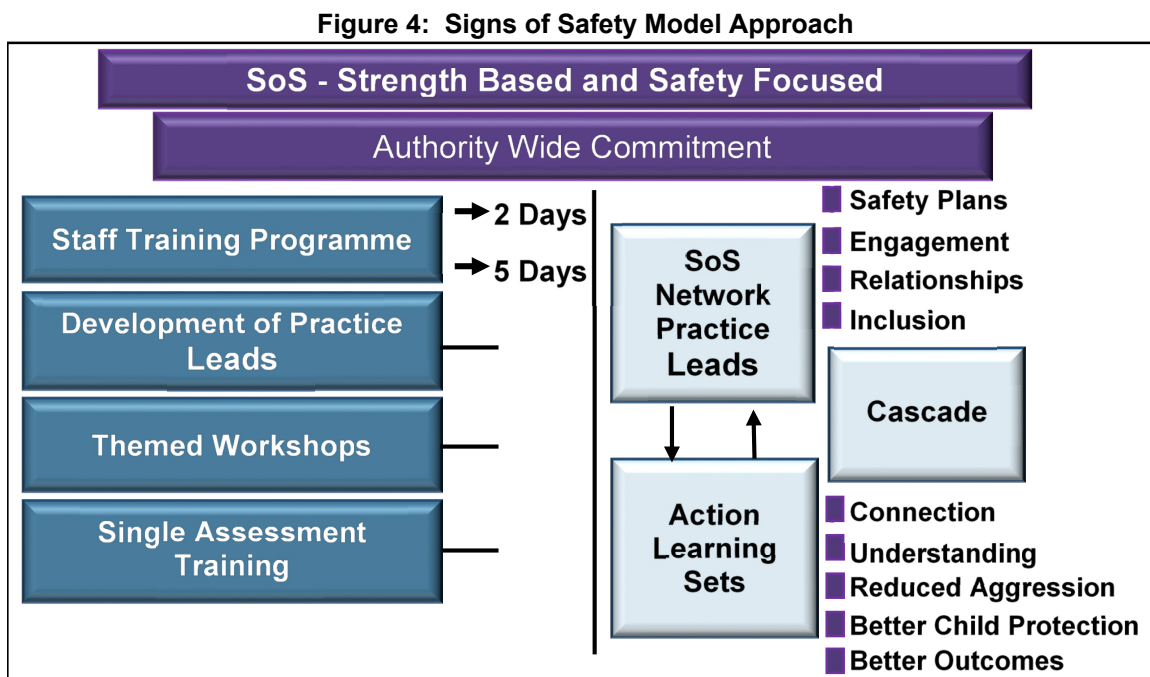 Figure 4:  Signs of Safety Model Approach
SoS - Strength Based and Safety Focused
Authority Wide Commitment
Staff Training Programme
2 Days
5 Days
Development of Practice
Leads
Themed Workshops
Single Assessment
Training
SoS
Network
Practice
Leads
Action
Learning
Sets
Safety Plans
Engagement
Relationships
Inclusion
Cascade
Connection
Understanding
Reduced Aggression
Better Child Protection
Better Outcomes